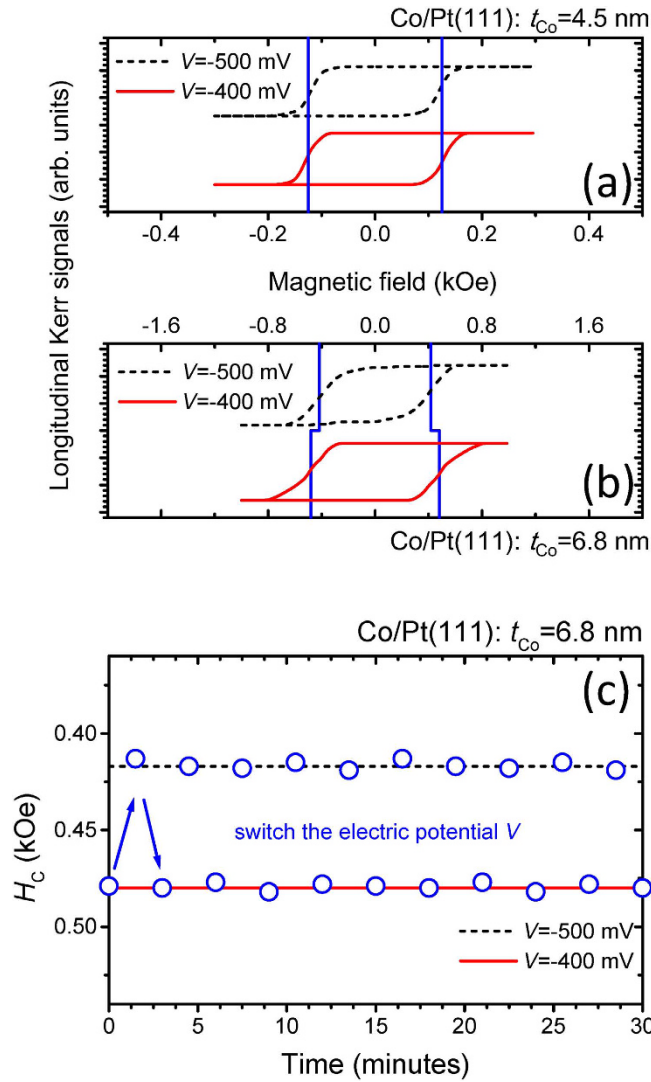 Co/Pt(111): tCo=4.5 nm
V=-500 mV
V=-400 mV
(a)
-0.4 -0.2 0.0 0.2 0.4
Magnetic field (kOe)
Longitudinal Kerr signals (arb. units)
-1.6 -0.8 0.0 0.8 1.6
V=-500 mV
V=-400 mV
(b)
Co/Pt(111): tCo=6.8 nm
Co/Pt(111): tCo=6.8 nm
(c)
0.40
0.45
0.50
HC (kOe)
switch the electric potential V
V=-500 mV
V=-400 mV
0 5 10 15 20 25 30
Time (minutes)